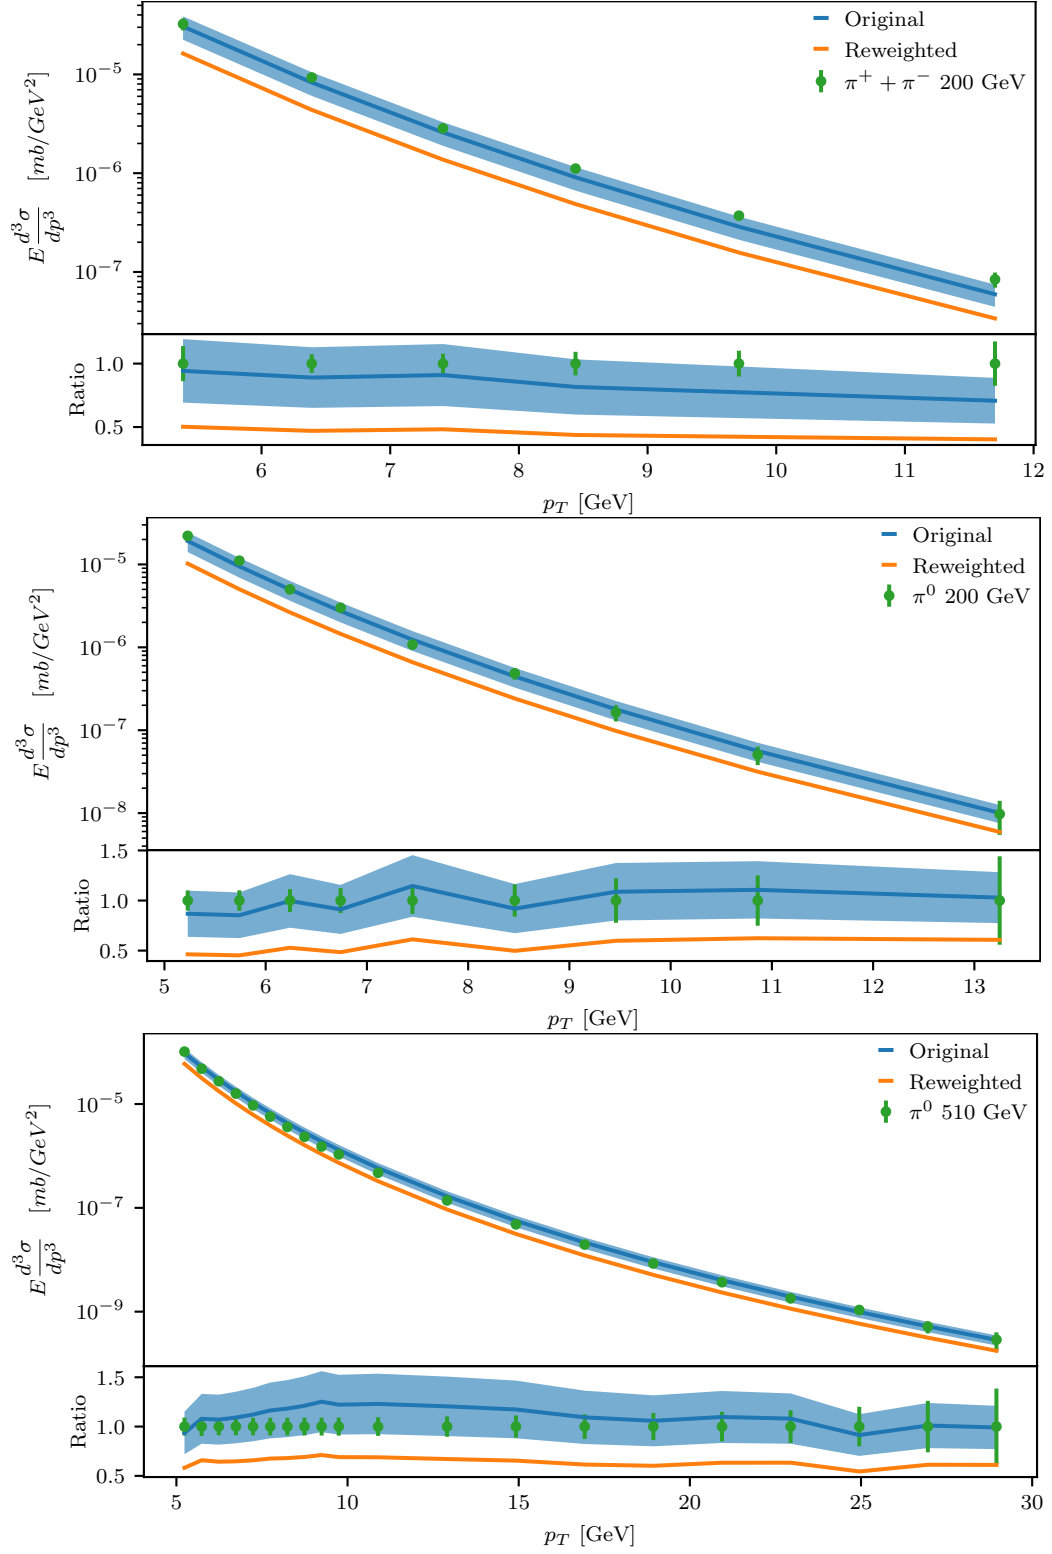 Original
Reweighted
π⁺ + π⁻ 200 GeV
10⁻⁵
10⁻⁶
10⁻⁷
E d³σ/dp³ [mb/GeV²]
1.0
0.5
Ratio
6 7 8 9 10 11 12
p_T [GeV]
Original
Reweighted
π⁰ 200 GeV
10⁻⁵
10⁻⁶
10⁻⁷
10⁻⁸
E d³σ/dp³ [mb/GeV²]
1.5
1.0
0.5
Ratio
5 6 7 8 9 10 11 12 13
p_T [GeV]
Original
Reweighted
π⁰ 510 GeV
10⁻⁵
10⁻⁷
10⁻⁹
E d³σ/dp³ [mb/GeV²]
1.5
1.0
0.5
Ratio
5 10 15 20 25 30
p_T [GeV]